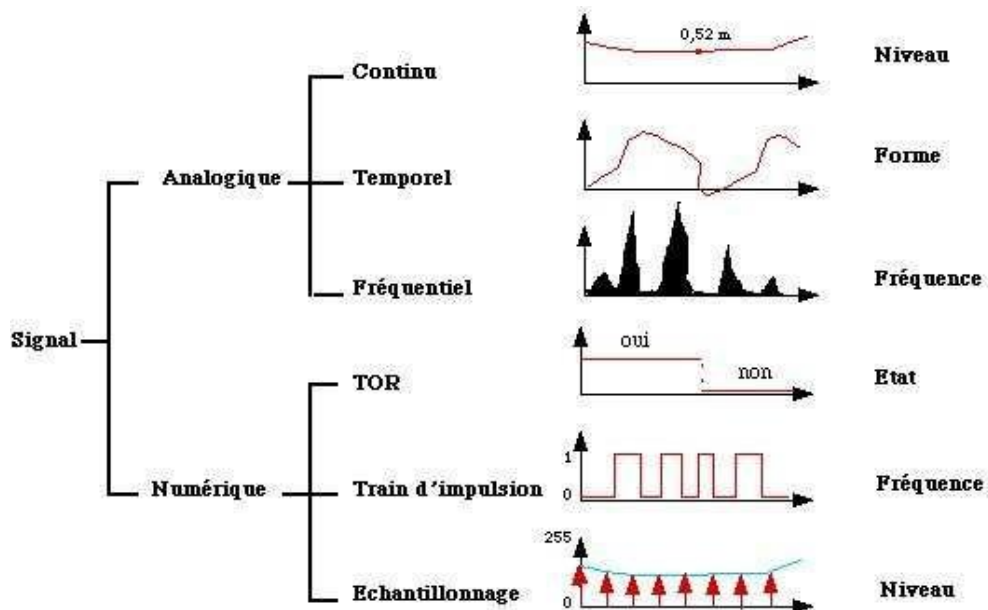 0,52 m
Continu
Niveau
Analogique
Temporel
Forme
Fréquentiel
Fréquence
Signal
oui
non
TOR
Etat
1
0
Numérique
Train d'impulsion
Fréquence
255
0
Echantillonnage
Niveau